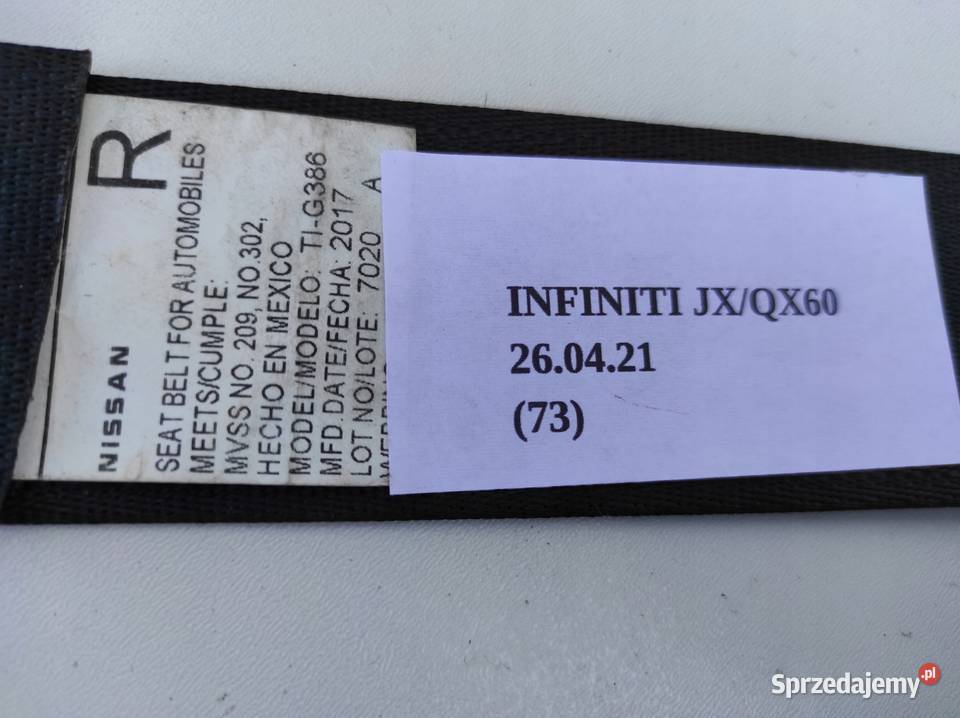 R
NISSAN
SEAT BELT FOR AUTOMOBILES
MEETS/CUMPLE:
MVSS NO. 209, NO.302,
HECHO EN MEXICO
MODEL/MODELO: TI-G386
MFD DATE/FECHA: 2017
LOT NO/LOTE: 7020
A
INFINITI JX/QX60
26.04.21
(73)
Sprzedajemy.pl